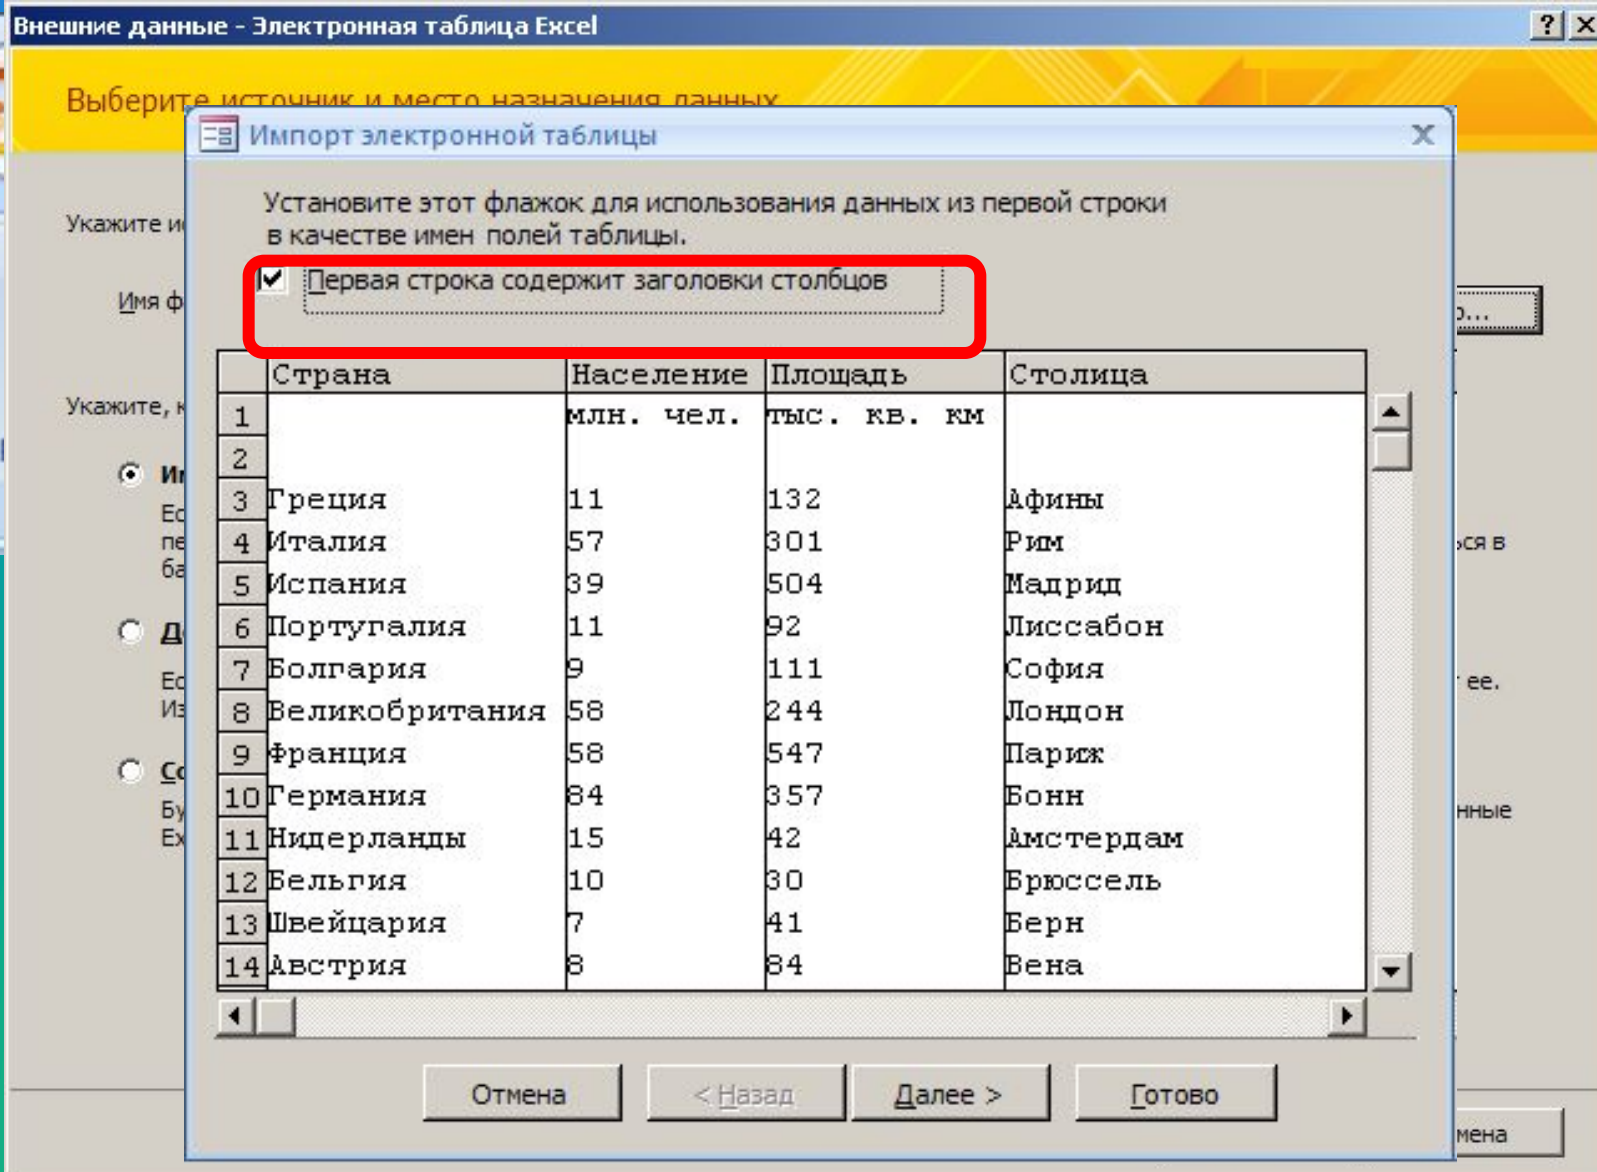 Внешние данные - Электронная таблица Excel
Выберите источник и место назначения данных
Импорт электронной таблицы
Установите этот флажок для использования данных из первой строки
в качестве имен полей таблицы.
Первая строка содержит заголовки столбцов
Укажите
Имя
Страна Население Площадь Столица
1 млн. чел. тыс. кв. км
2
3 Греция 11 132 Афины
4 Италия 57 301 Рим
5 Испания 39 504 Мадрид
6 Португалия 11 92 Лиссабон
7 Болгария 9 111 София
8 Великобритания 58 244 Лондон
9 Франция 58 547 Париж
10 Германия 84 357 Бонн
11 Нидерланды 15 42 Амстердам
12 Бельгия 10 30 Брюссель
13 Швейцария 7 41 Берн
14 Австрия 8 84 Вена
Укажите,
в
ее.
Отмена < Назад Далее > Готово